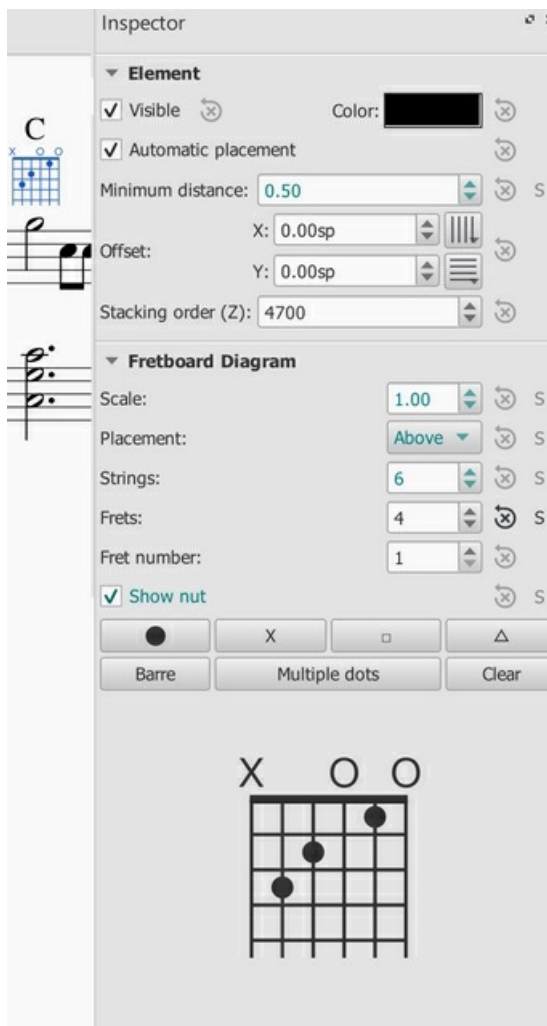 Inspector
Element
Visible Color:
C
X O O
Automatic placement
Minimum distance: 0.50 S
Offset: X: 0.00sp
Y: 0.00sp
Stacking order (Z): 4700
Fretboard Diagram
Scale: 1.00 S
Placement: Above S
Strings: 6 S
Frets: 4 S
Fret number: 1
Show nut S
X
Barre Multiple dots Clear
X O O